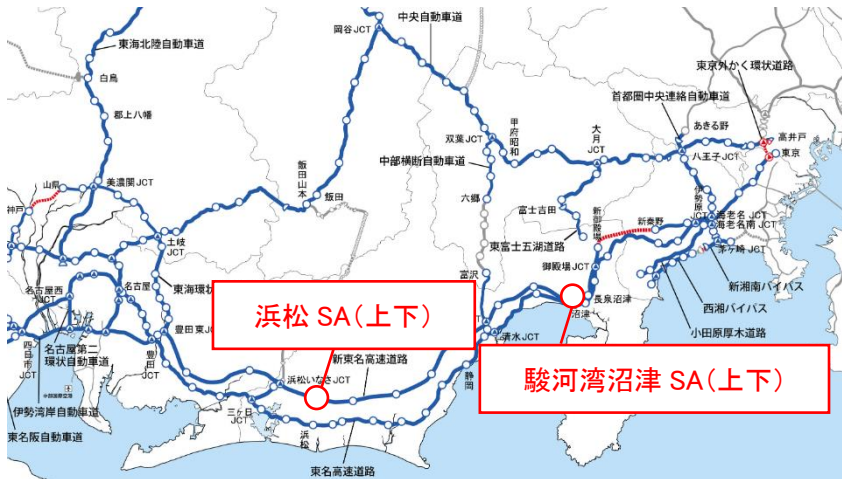 岡谷JCT
中央自動車道
東海北陸自動車道
東京外かく環状道路
白鳥
首都圏中央連絡自動車道
郡上八幡
あきる野
高井戸
東京
双葉JCT
甲府昭和
大月JCT
八王子JCT
中部横断自動車道
飯田山本
飯田
美濃関JCT
山県
神戸
六郷
富士吉田
新御殿場
新秦野
伊勢原JCT
海老名JCT
海老名南JCT
土岐JCT
東富士五湖道路
茅ヶ崎JCT
御殿場JCT
富沢
新湘南バイパス
名古屋西JCT
名古屋
東海環状
長泉沼津
沼津
西湘バイパス
浜松 SA(上下)
小田原厚木道路
豊田東JCT
清水JCT
名古屋第二環状自動車道
四日市JCT
豊田JCT
新東名高速道路
静岡
浜松いなさJCT
駿河湾沼津 SA(上下)
伊勢湾岸自動車道
三ヶ日JCT
浜松
東名阪自動車道
東名高速道路